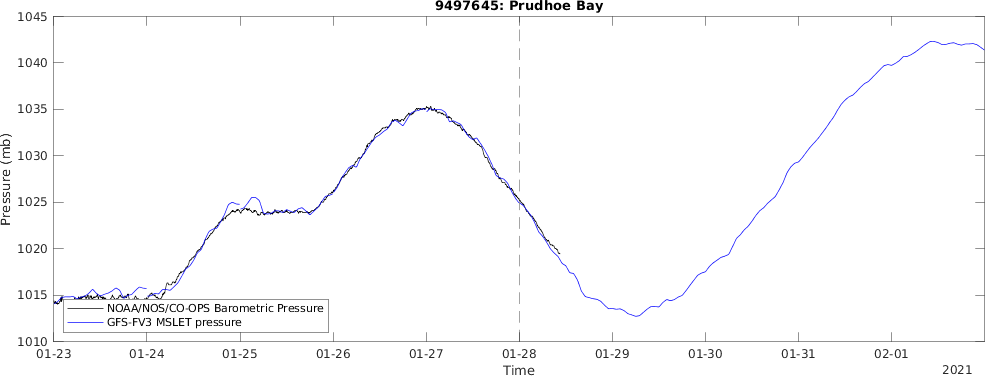 9497645: Prudhoe Bay
1045
1040
1035
1030
1025
1020
1015
1010
Pressure (mb)
NOAA/NOS/CO-OPS Barometric Pressure
GFS-FV3 MSLET pressure
01-23 01-24 01-25 01-26 01-27 01-28 01-29 01-30 01-31 02-01
Time
2021